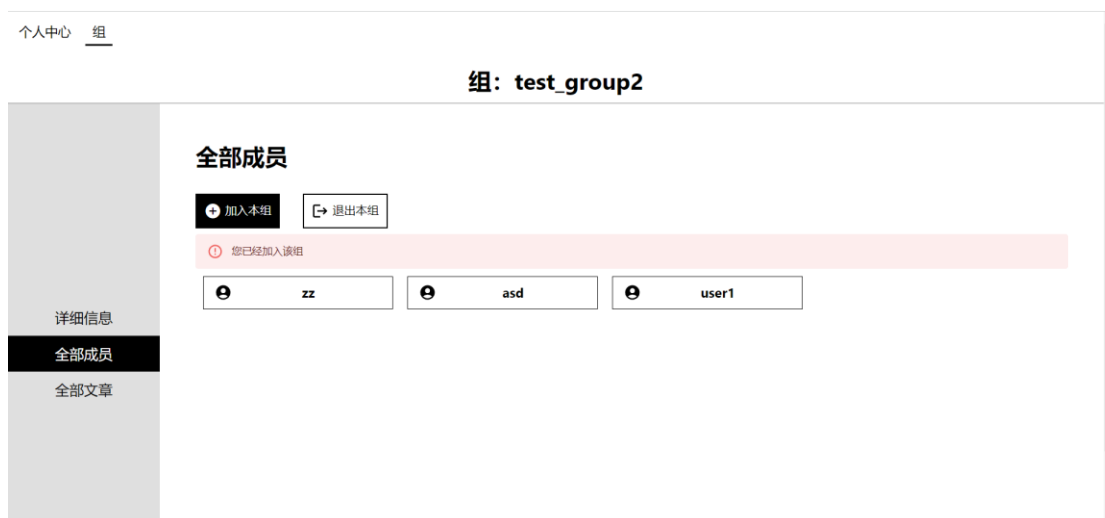 个人中心 组
组：test_group2
全部成员
加入本组 退出本组
您已经加入该组
zz asd user1
详细信息
全部成员
全部文章